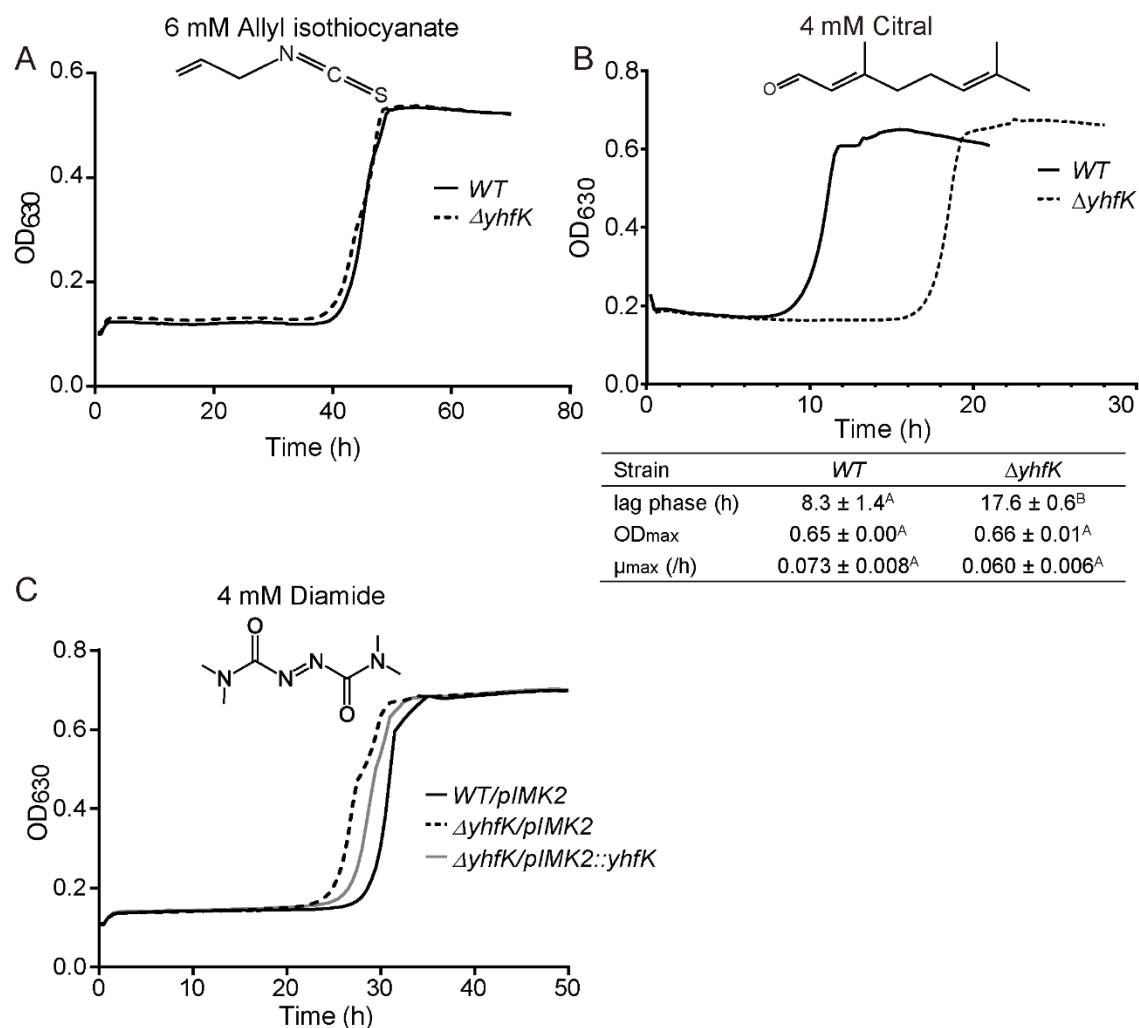 A
6 mM Allyl isothiocyanate
N
C
S
OD630
0.6
0.4
0.2
0.0
WT
ΔyhfK
0 20 40 60 80
Time (h)
B
4 mM Citral
O
OD630
0.8
0.6
0.4
0.2
0.0
WT
ΔyhfK
0 10 20 30
Time (h)
Strain WT ΔyhfK
lag phase (h) 8.3 ± 1.4A 17.6 ± 0.6B
ODmax 0.65 ± 0.00A 0.66 ± 0.01A
μmax (/h) 0.073 ± 0.008A 0.060 ± 0.006A
C
4 mM Diamide
O
N N N N
O
OD630
0.8
0.6
0.4
0.2
0.0
WT/pIMK2
ΔyhfK/pIMK2
ΔyhfK/pIMK2::yhfK
0 10 20 30 40 50
Time (h)